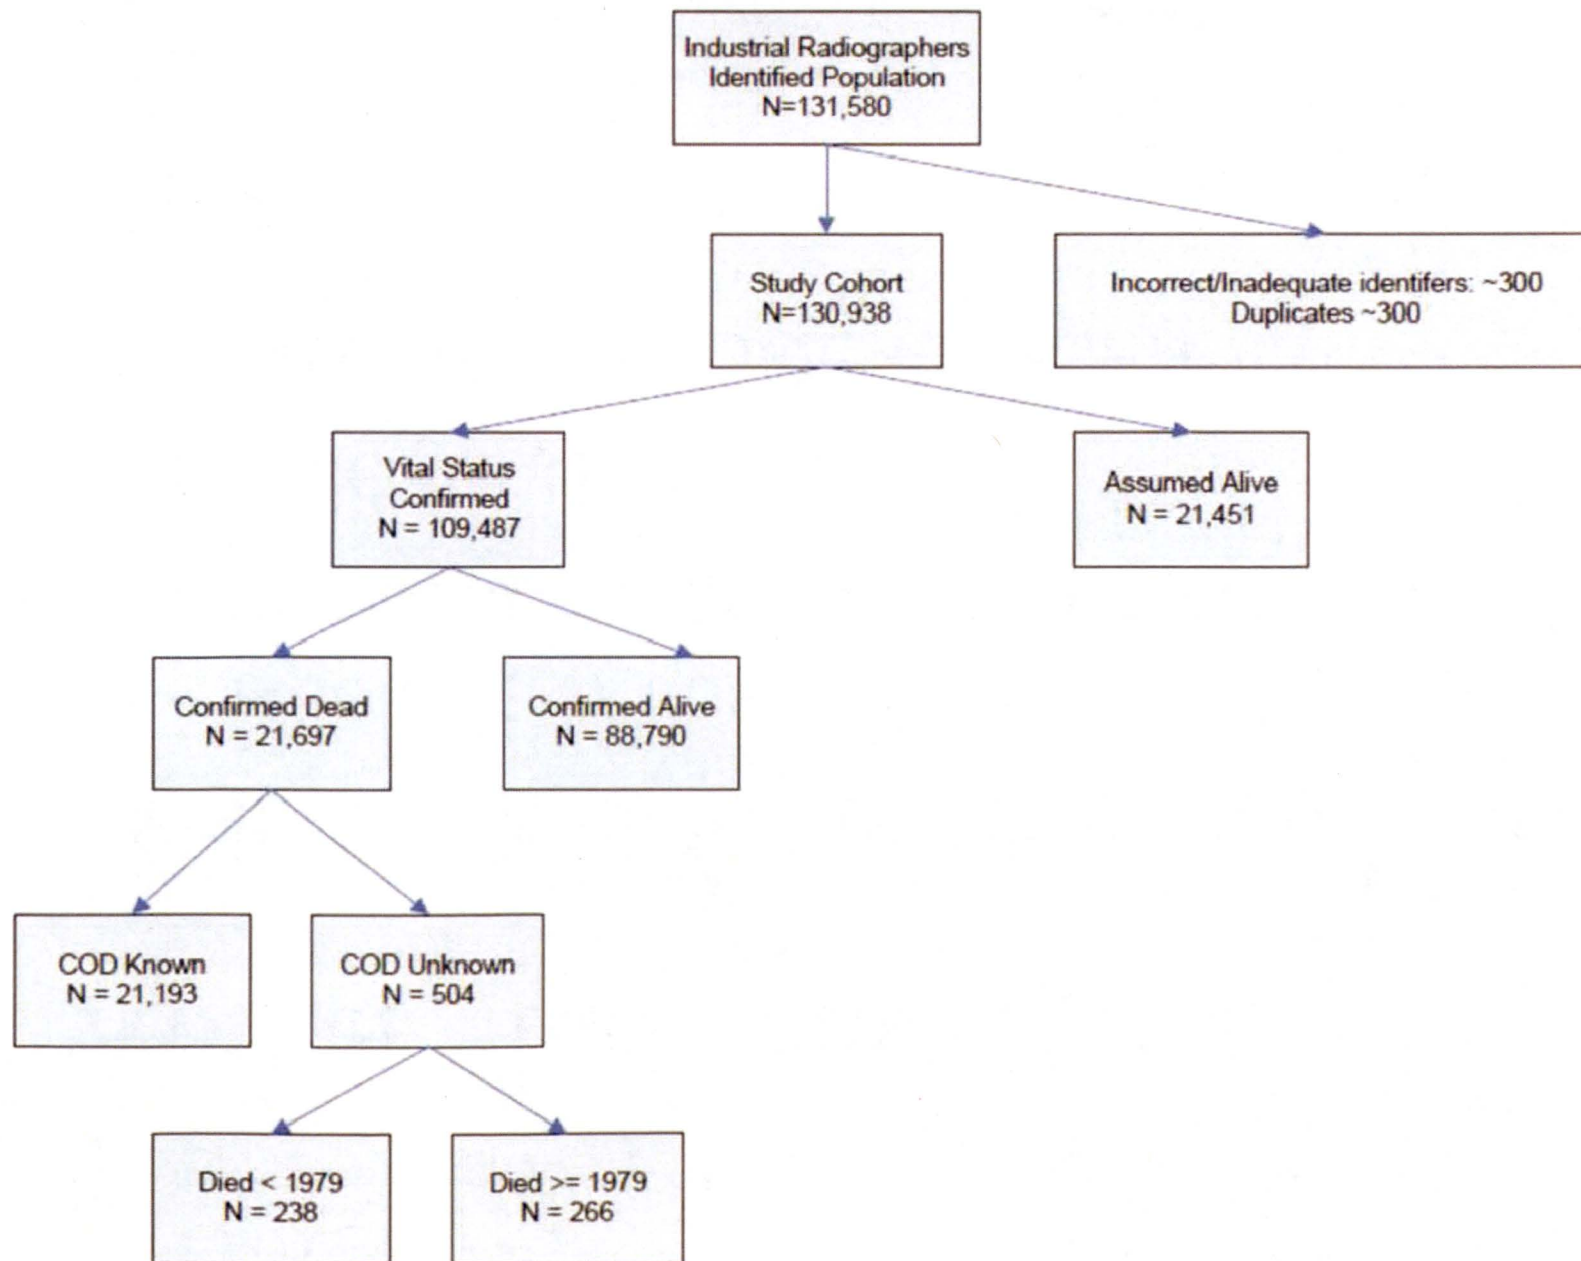 Industrial Radiographers
Identified Population
N=131,580
Study Cohort
N=130,938
Incorrect/Inadequate identifers: ~300
Duplicates ~300
Vital Status
Confirmed
N = 109,487
Assumed Alive
N = 21,451
Confirmed Dead
N = 21,697
Confirmed Alive
N = 88,790
COD Known
N = 21,193
COD Unknown
N = 504
Died < 1979
N = 238
Died >= 1979
N = 266